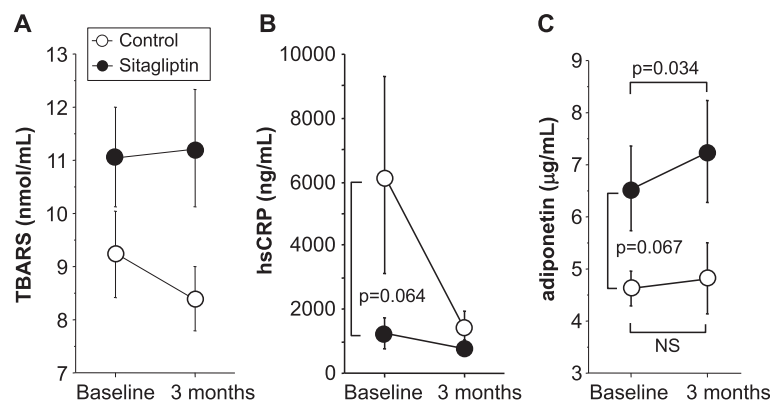 A
Control
Sitagliptin
TBARS (nmol/mL)
13
12
11
10
9
8
7
Baseline
3 months
B
hsCRP (ng/mL)
10000
8000
6000
4000
2000
0
p=0.064
Baseline
3 months
C
adiponetin (µg/mL)
9
8
7
6
5
4
3
p=0.034
p=0.067
NS
Baseline
3 months